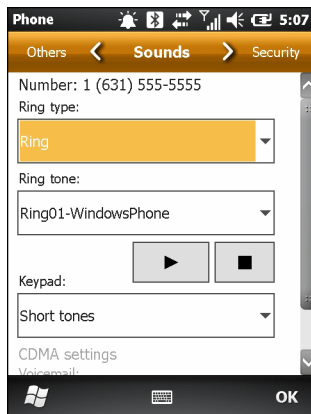 Phone 5:07
Others Sounds Security
Number: 1 (631) 555-5555
Ring type:
Ring
Ring tone:
Ring01-WindowsPhone
Keypad:
Short tones
CDMA settings
Voicemail:
OK